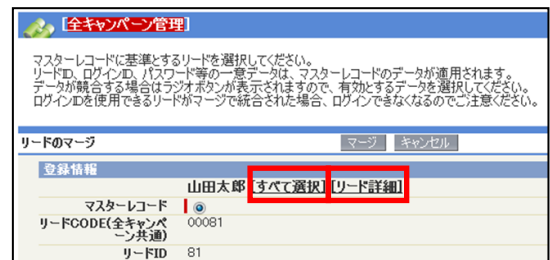 [全キャンペーン管理]
マスターレコードに基準とするリードを選択してください。
リードID、ログインID、パスワード等の一意データは、マスターレコードのデータが適用されます。
データが競合する場合はラジオボタンが表示されますので、有効とするデータを選択してください。
ログインIDを使用できるリードがマージで統合された場合、ログインできなくなるのでご注意ください。
リードのマージ マージ キャンセル
登録情報
山田太郎 [すべて選択] [リード詳細]
マスターレコード
リードCODE(全キャンペ 00081
ーン共通)
リードID 81